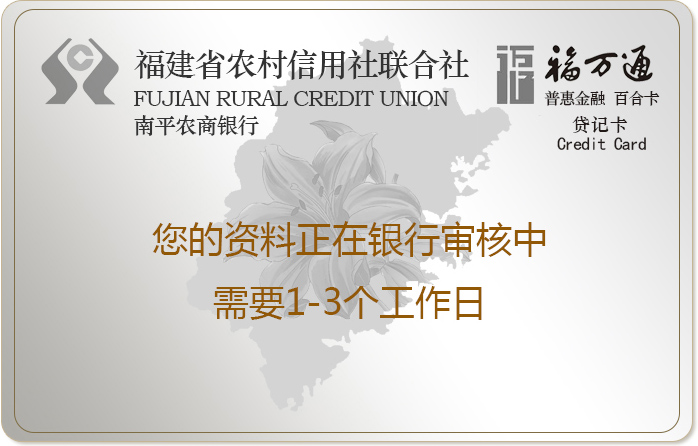 福建省农村信用社联合社
FUJIAN RURAL CREDIT UNION
南平农商银行
福万通
普惠金融 百合卡
贷记卡
Credit Card
您的资料正在银行审核中
需要1-3个工作日